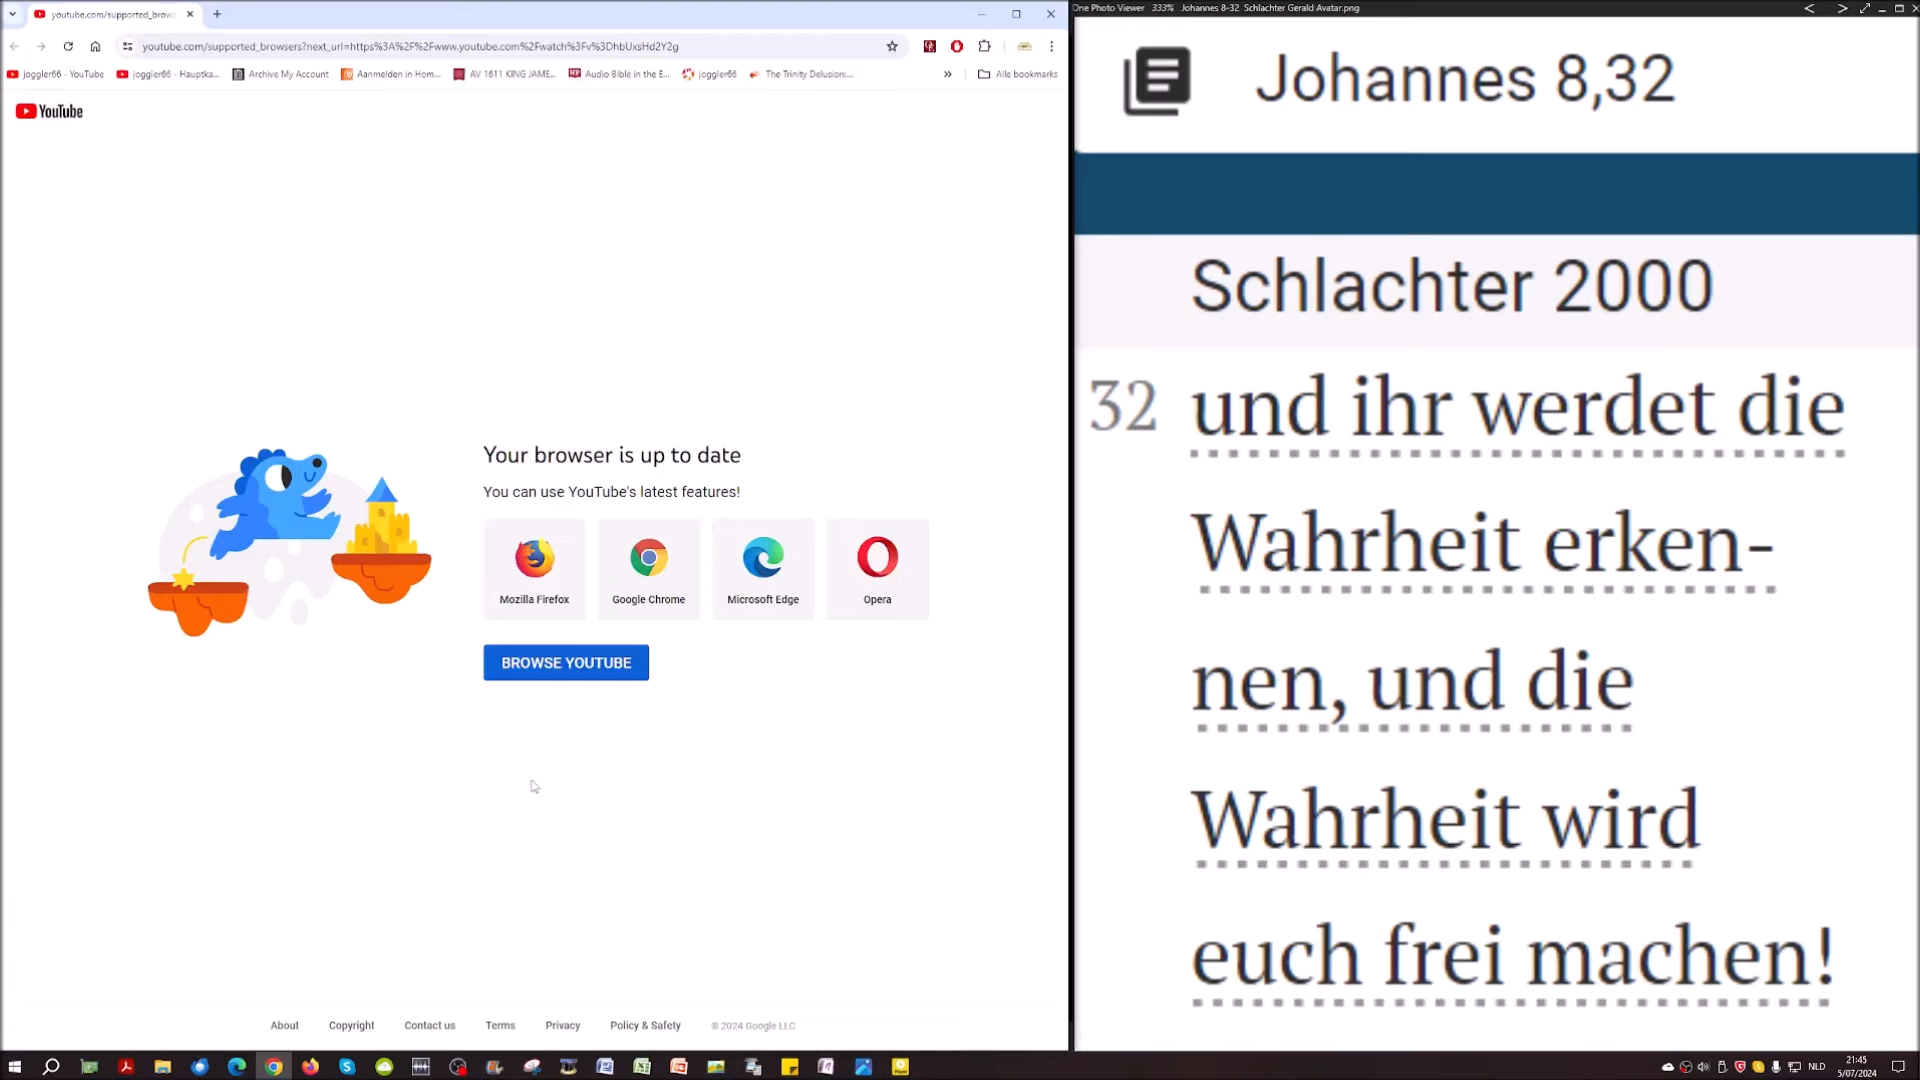 youtube.com/supported_brow
youtube.com/supported_browsers?next_url=https%3A%2F%2Fwww.youtube.com%2Fwatch%3Fv%3DhbUxsHd2Y2g
joggler66 - YouTube
joggler66 - Hauptka...
Archive My Account
Aanmelden in Hom...
AV 1611 KING JAME...
Audio Bible in the E...
joggler66
The Trinity Delusion:...
»
Alle bookmarks
YouTube
Your browser is up to date
You can use YouTube's latest features!
Mozilla Firefox
Google Chrome
Microsoft Edge
Opera
BROWSE YOUTUBE
About
Copyright
Contact us
Terms
Privacy
Policy & Safety
© 2024 Google LLC
One Photo Viewer 333% Johannes 8-32 Schlachter Gerald Avatar.png
Johannes 8,32
Schlachter 2000
32 und ihr werdet die
Wahrheit erken-
nen, und die
Wahrheit wird
euch frei machen!
NLD
21:45
5/07/2024